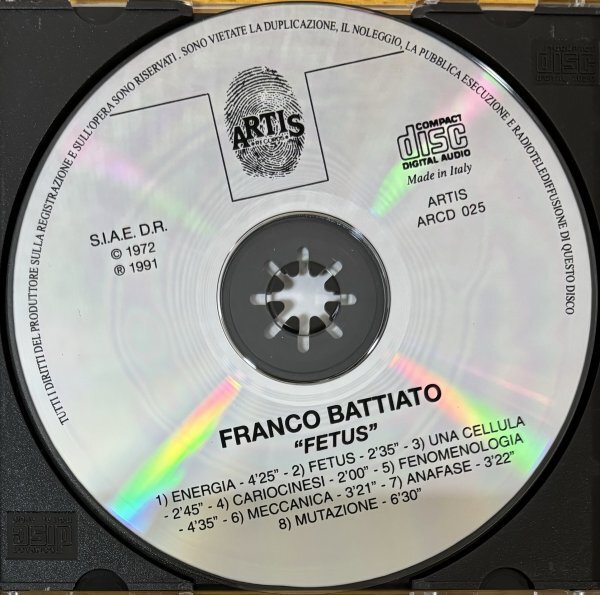 TUTTI I DIRITTI DEL PRODUTTORE SULLA REGISTRAZIONE E SULL'OPERA SONO RISERVATI . SONO VIETATE LA DUPLICAZIONE, IL NOLEGGIO, LA PUBBLICA ESECUZIONE E RADIOTELEDIFFUSIONE DI QUESTO DISCO
ARTIS
COMPACT
disc
DIGITAL AUDIO
Made in Italy
ARTIS
ARCD 025
S.I.A.E. D.R.
© 1972
℗ 1991
FRANCO BATTIATO
"FETUS"
1) ENERGIA - 4'25" - 2) FETUS - 2'35" - 3) UNA CELLULA
- 2'45" - 4) CARIOCINESI - 2'00" - 5) FENOMENOLOGIA
- 4'35" - 6) MECCANICA - 3'21" - 7) ANAFASE - 3'22"
8) MUTAZIONE - 6'30"
COMPACT
disc
disc